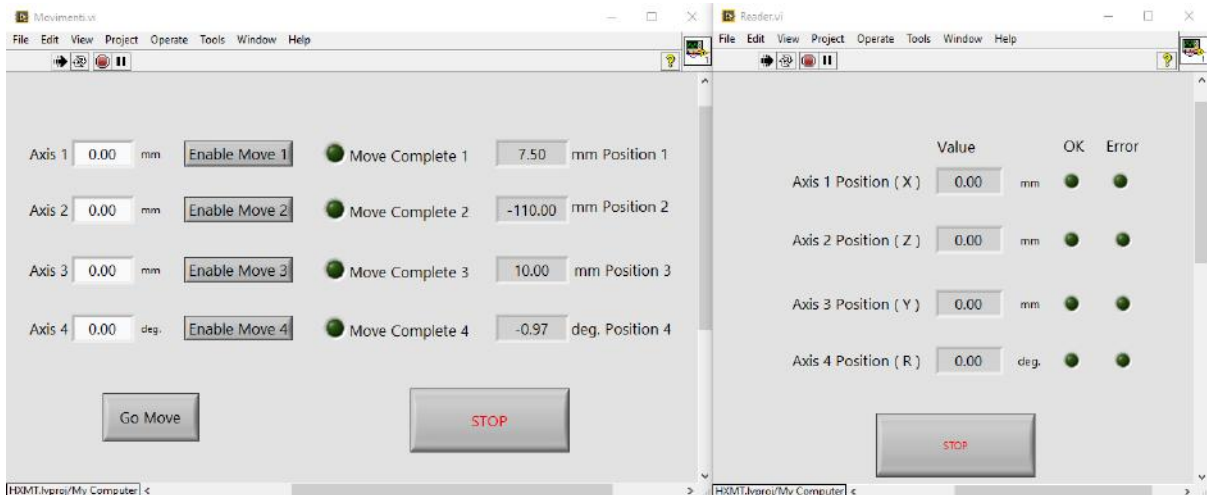 Movimenti.vi
File Edit View Project Operate Tools Window Help
Axis 1 0.00 mm Enable Move 1 Move Complete 1 7.50 mm Position 1
Axis 2 0.00 mm Enable Move 2 Move Complete 2 -110.00 mm Position 2
Axis 3 0.00 mm Enable Move 3 Move Complete 3 10.00 mm Position 3
Axis 4 0.00 deg. Enable Move 4 Move Complete 4 -0.97 deg. Position 4
Go Move STOP
HXMT.lvproj/My Computer
Reader.vi
File Edit View Project Operate Tools Window Help
Value OK Error
Axis 1 Position ( X ) 0.00 mm
Axis 2 Position ( Z ) 0.00 mm
Axis 3 Position ( Y ) 0.00 mm
Axis 4 Position ( R ) 0.00 deg.
STOP
HXMT.lvproj/My Computer